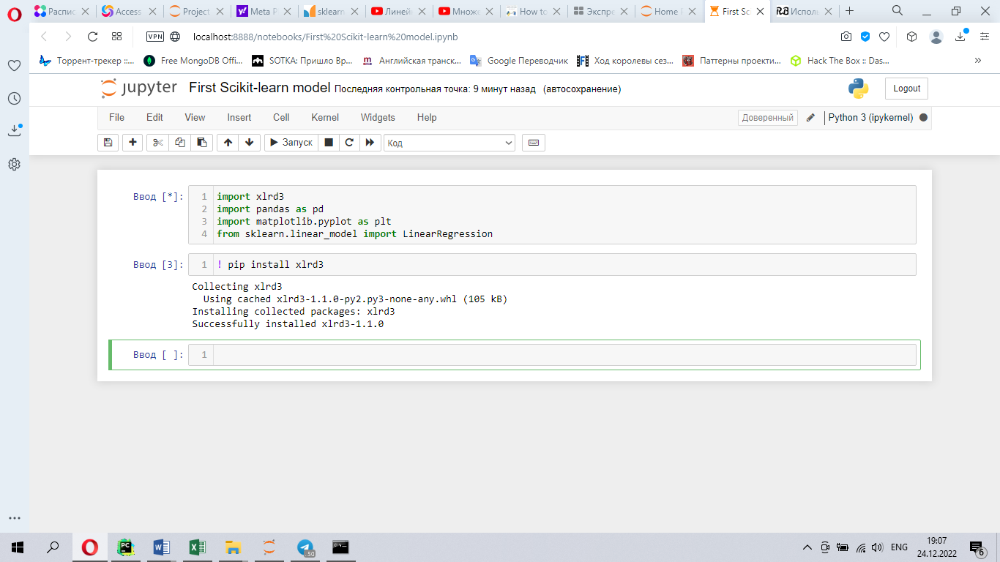 Распис Access Project Meta P sklearn Линей Множе How to Экспре Home First Sc RB Исполь
VPN localhost:8888/notebooks/First%20Scikit-learn%20model.ipynb
Торрент-трекер ::... Free MongoDB Offi... SOTKA: Пришло Вр... Английская транск... Google Переводчик Ход королевы сез... Паттерны проекти... Hack The Box :: Das... »
jupyter First Scikit-learn model Последняя контрольная точка: 9 минут назад (автосохранение) Logout
File Edit View Insert Cell Kernel Widgets Help Доверенный Python 3 (ipykernel)
Запуск Код
Ввод [*]:
1 import xlrd3
2 import pandas as pd
3 import matplotlib.pyplot as plt
4 from sklearn.linear_model import LinearRegression
Ввод [3]: 1 ! pip install xlrd3
Collecting xlrd3
Using cached xlrd3-1.1.0-py2.py3-none-any.whl (105 kB)
Installing collected packages: xlrd3
Successfully installed xlrd3-1.1.0
Ввод [ ]: 1
ENG 19:07
24.12.2022 6